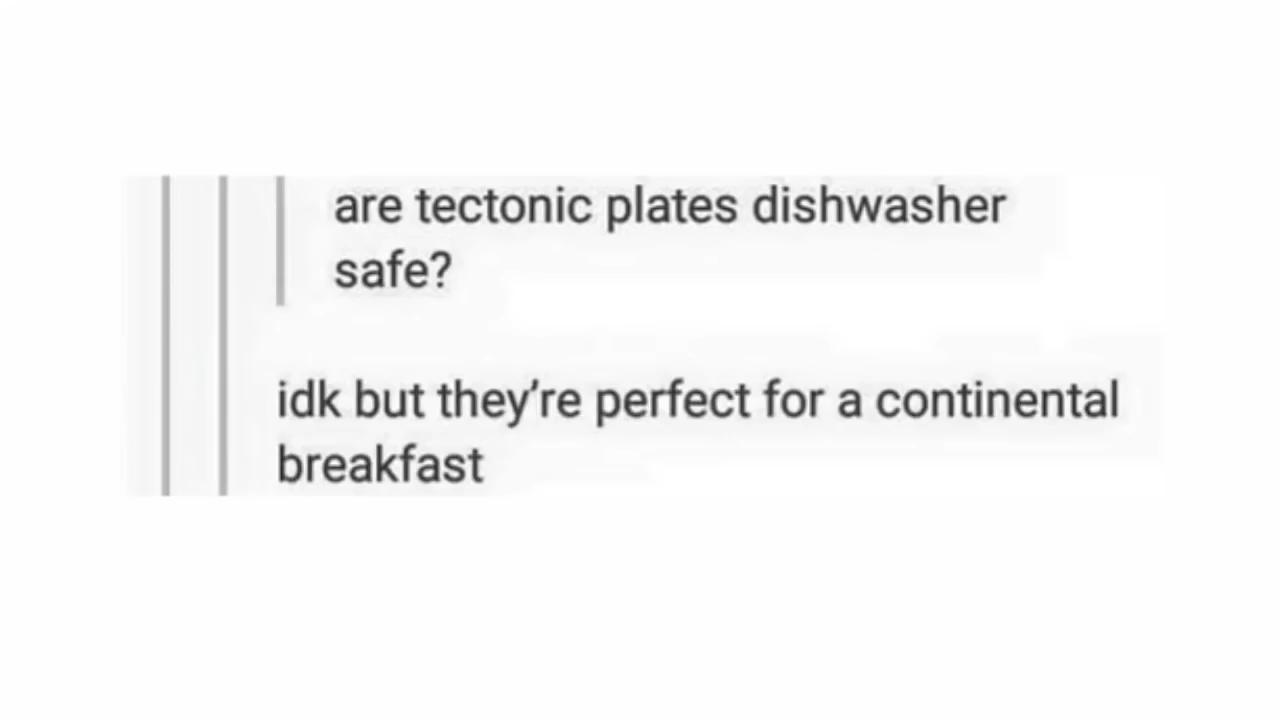 are tectonic plates dishwasher
safe?
idk but they’re perfect for a continental
breakfast